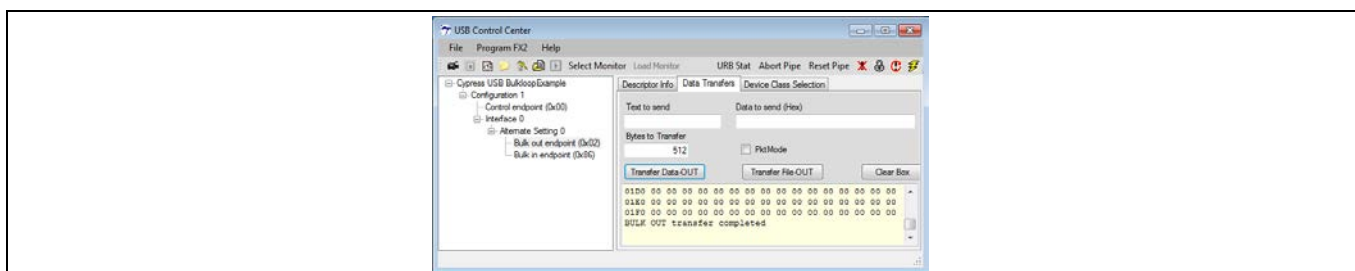 USB Control Center
File Program FX2 Help
Select Monitor Load Monitor URB Stat Abort Pipe Reset Pipe
Cypress USB BulkloopExample
Configuration 1
Control endpoint (0x00)
Interface 0
Alternate Setting 0
Bulk out endpoint (0x02)
Bulk in endpoint (0x86)
Descriptor Info Data Transfers Device Class Selection
Text to send Data to send (Hex)
Bytes to Transfer
512 PktMode
Transfer Data-OUT Transfer File-OUT Clear Box
01D0 00 00 00 00 00 00 00 00 00 00 00 00 00 00 00 00
01E0 00 00 00 00 00 00 00 00 00 00 00 00 00 00 00 00
01F0 00 00 00 00 00 00 00 00 00 00 00 00 00 00 00 00
BULK OUT transfer completed